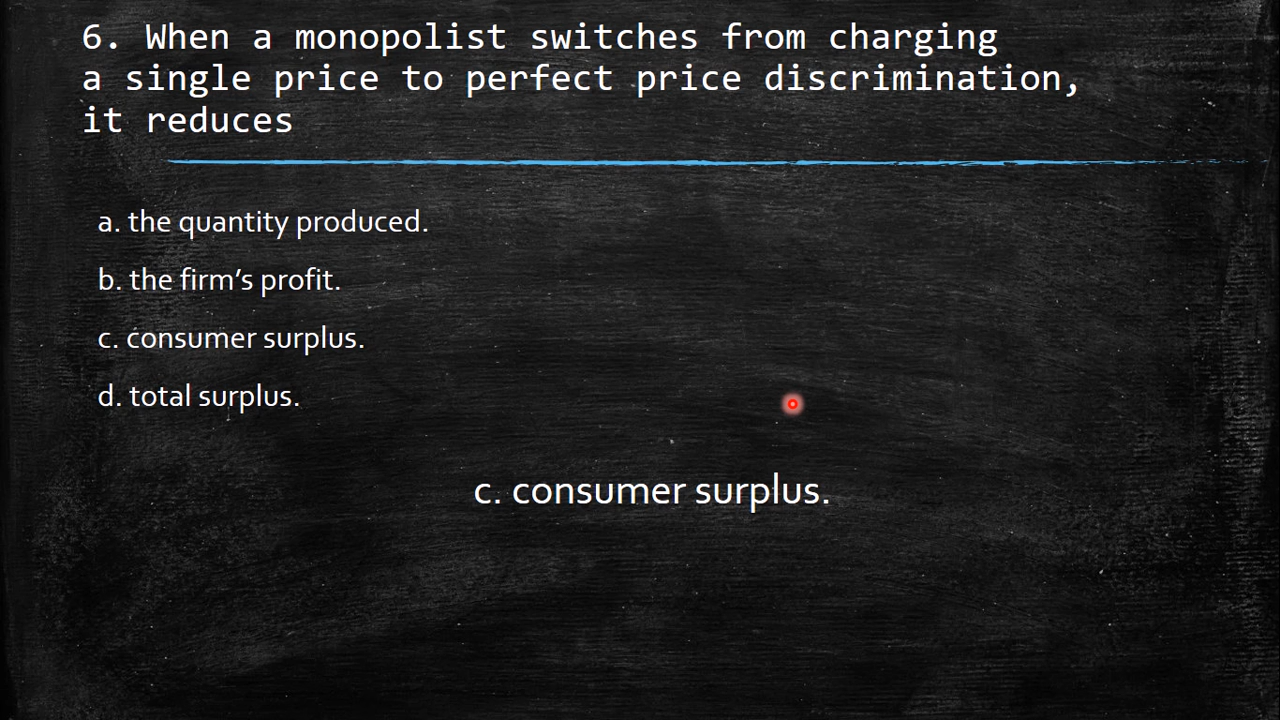 6. When a monopolist switches from charging
a single price to perfect price discrimination,
it reduces
a. the quantity produced.
b. the firm’s profit.
c. consumer surplus.
d. total surplus.
c. consumer surplus.